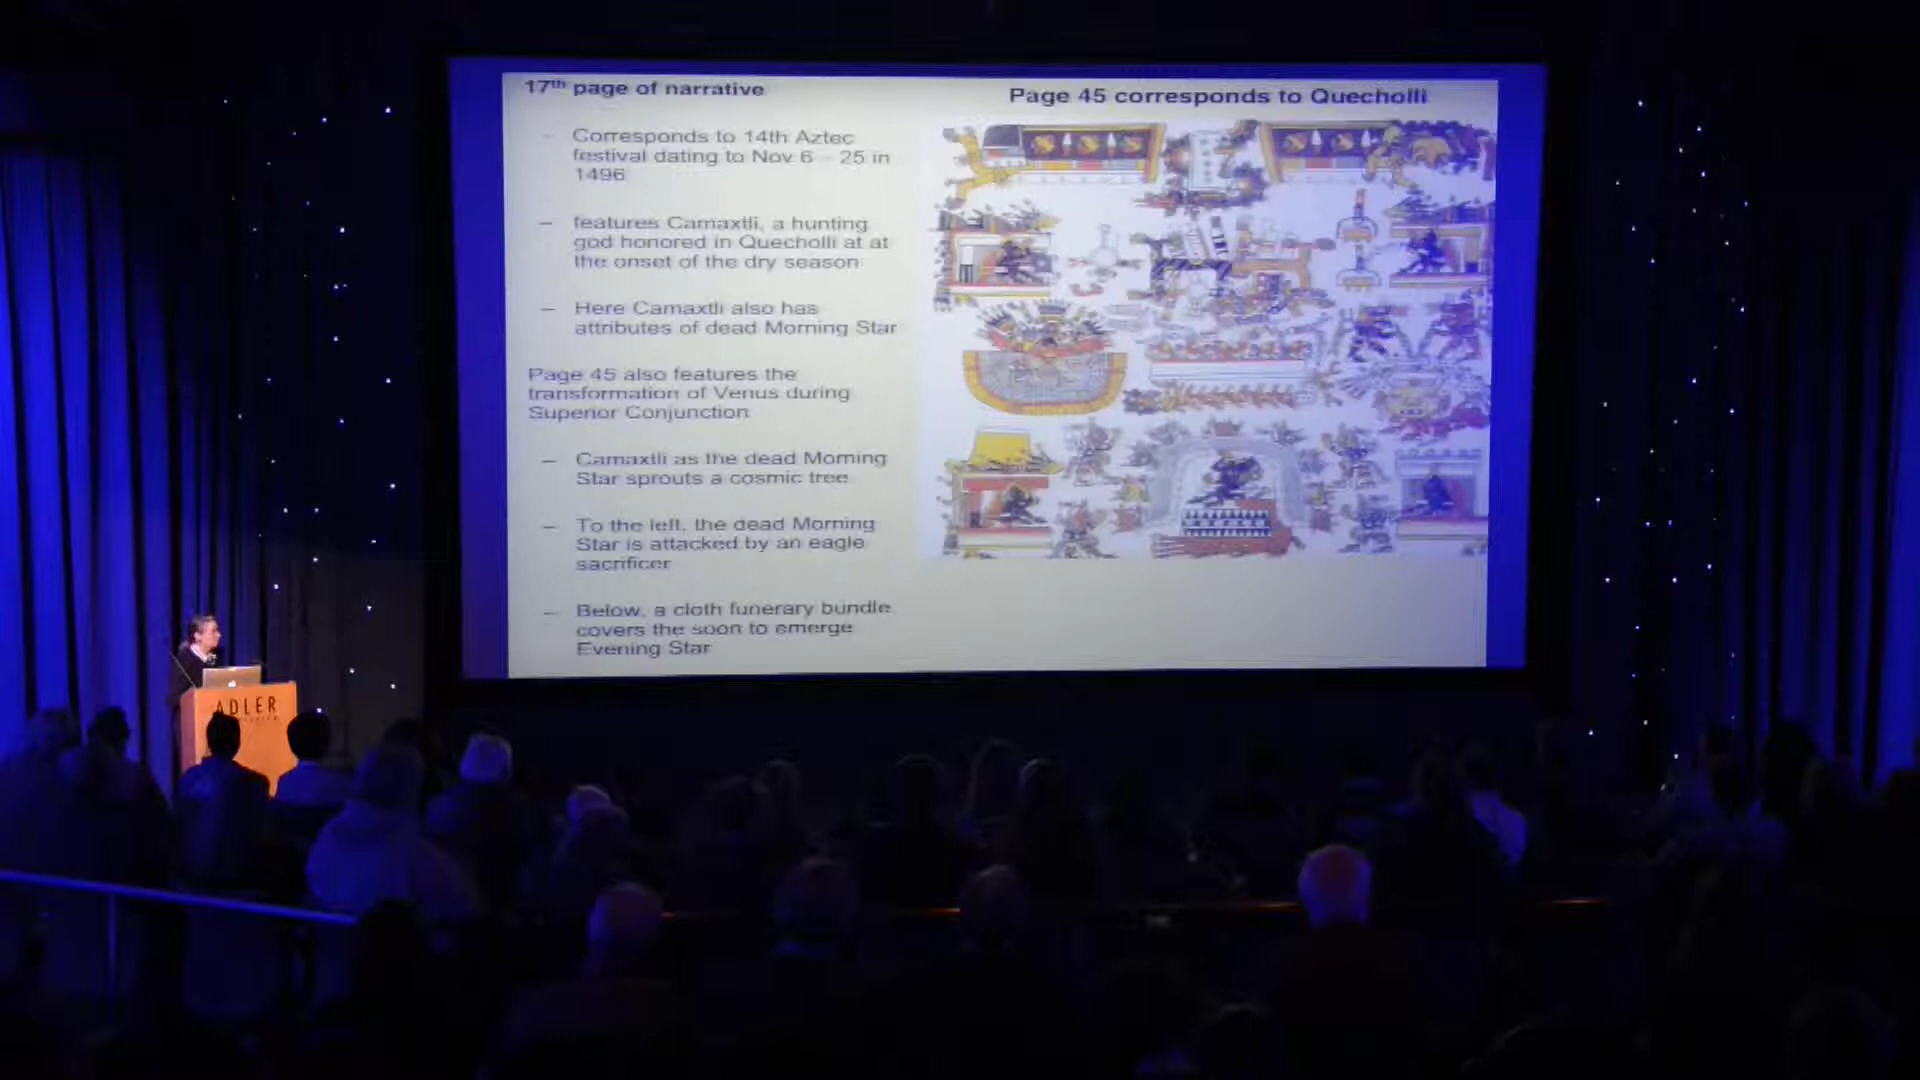 17th page of narrative
Page 45 corresponds to Quecholli
– Corresponds to 14th Aztec
festival dating to Nov 6 – 25 in
1496
– features Camaxtli, a hunting
god honored in Quecholli at at
the onset of the dry season
– Here Camaxtli also has
attributes of dead Morning Star
Page 45 also features the
transformation of Venus during
Superior Conjunction
– Camaxtli as the dead Morning
Star sprouts a cosmic tree
– To the left, the dead Morning
Star is attacked by an eagle
sacrificer
– Below, a cloth funerary bundle
covers the soon to emerge
Evening Star
ADLER